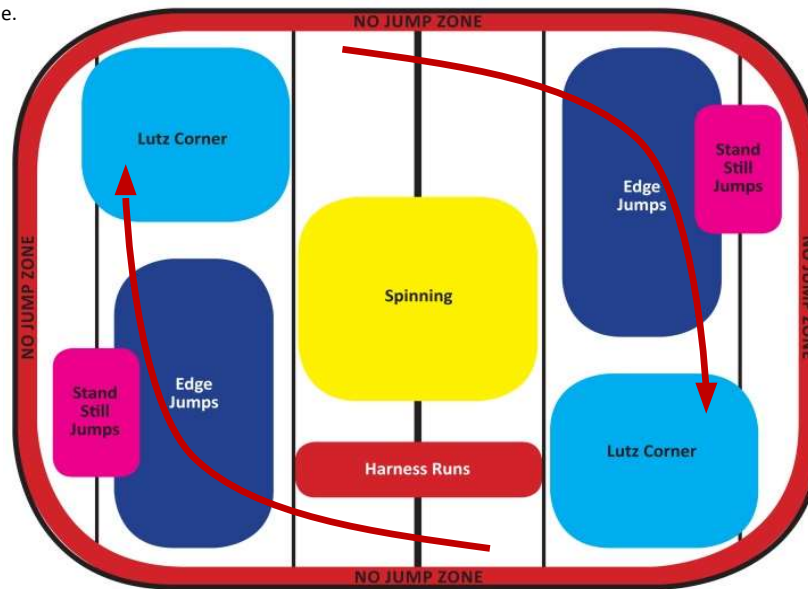 e.
NO JUMP ZONE
Lutz Corner
Stand
Still
Jumps
Edge
Jumps
NO JUMP ZONE
NO JUMP ZONE
Spinning
Edge
Jumps
Stand
Still
Jumps
Harness Runs
Lutz Corner
NO JUMP ZONE